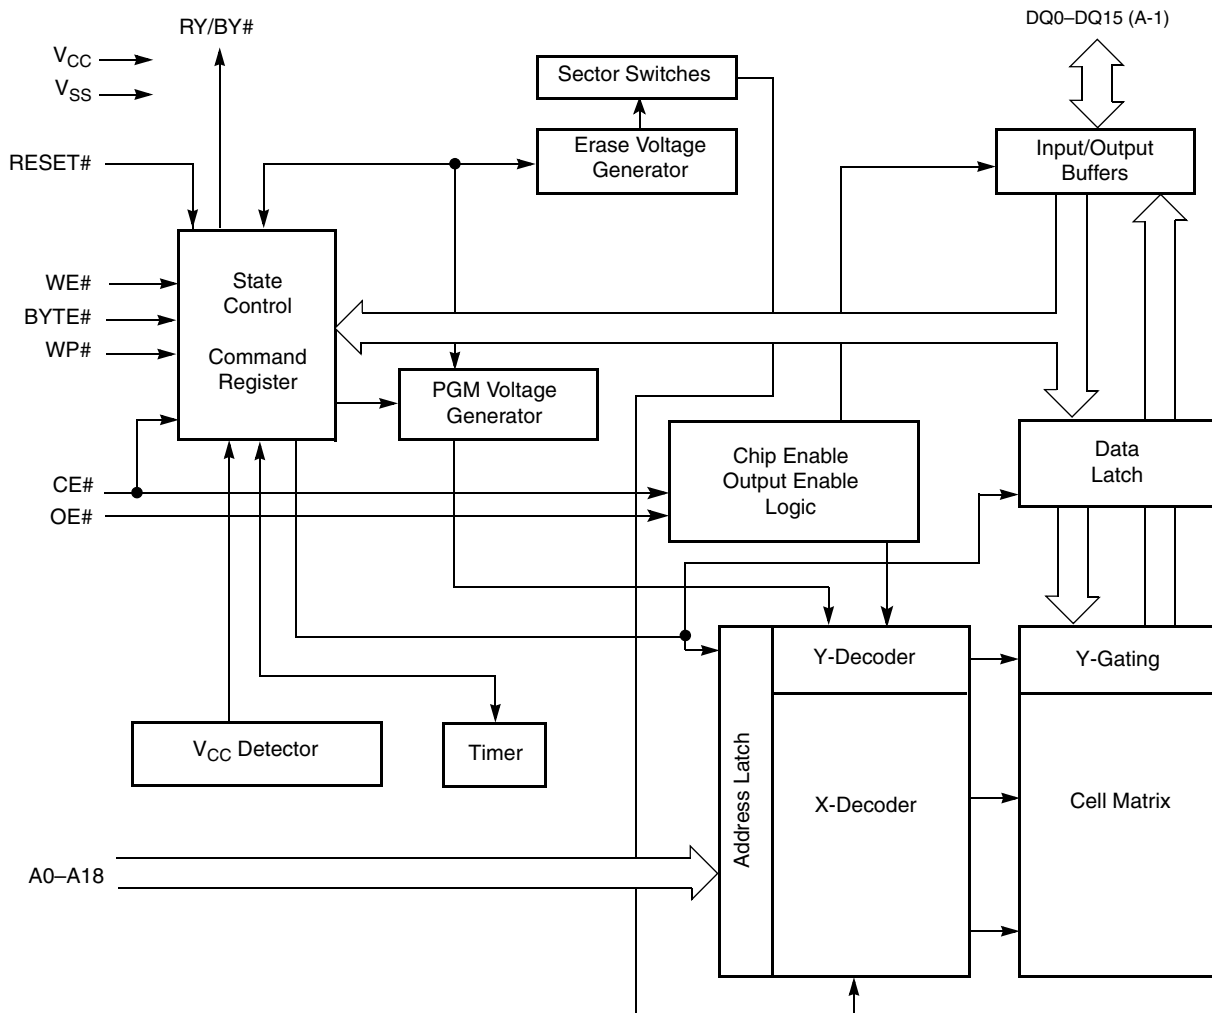 RY/BY#
DQ0–DQ15 (A-1)
VCC
VSS
Sector Switches
Erase Voltage
Generator
Input/Output
Buffers
RESET#
WE#
BYTE#
WP#
State
Control
Command
Register
PGM Voltage
Generator
Chip Enable
Output Enable
Logic
Data
Latch
CE#
OE#
Y-Decoder
Y-Gating
VCC Detector
Timer
Address Latch
X-Decoder
Cell Matrix
A0–A18